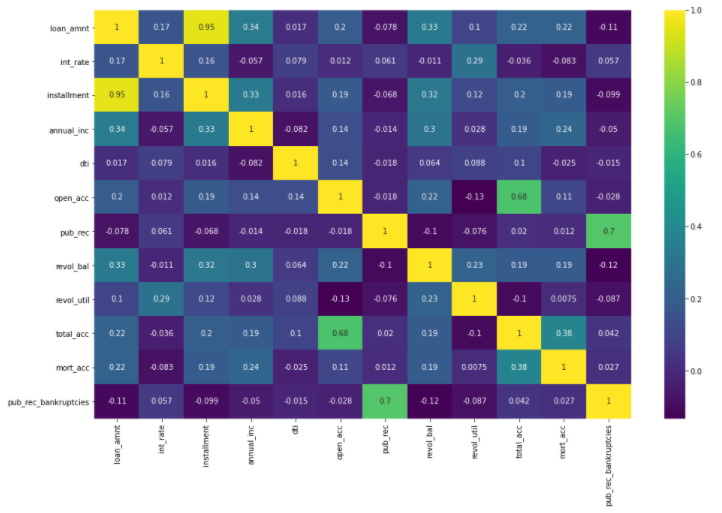 loan_amnt 1 0.17 0.95 0.34 0.017 0.2 -0.078 0.33 0.1 0.22 0.22 -0.11
int_rate 0.17 1 0.16 -0.057 0.079 0.012 0.061 -0.011 0.29 -0.036 -0.083 0.057
installment 0.95 0.16 1 0.33 0.016 0.19 -0.068 0.32 0.12 0.2 0.19 -0.099
annual_inc 0.34 -0.057 0.33 1 -0.082 0.14 -0.014 0.3 0.028 0.19 0.24 -0.05
dti 0.017 0.079 0.016 -0.082 1 0.14 -0.018 0.064 0.088 0.1 -0.025 -0.015
open_acc 0.2 0.012 0.19 0.14 0.14 1 -0.018 0.22 -0.13 0.68 0.11 -0.028
pub_rec -0.078 0.061 -0.068 -0.014 -0.018 -0.018 1 -0.1 -0.076 0.02 0.012 0.7
revol_bal 0.33 -0.011 0.32 0.3 0.064 0.22 -0.1 1 0.23 0.19 0.19 -0.12
revol_util 0.1 0.29 0.12 0.028 0.088 -0.13 -0.076 0.23 1 -0.1 0.0075 -0.087
total_acc 0.22 -0.036 0.2 0.19 0.1 0.68 0.02 0.19 -0.1 1 0.38 0.042
mort_acc 0.22 -0.083 0.19 0.24 -0.025 0.11 0.012 0.19 0.0075 0.38 1 0.027
pub_rec_bankruptcies -0.11 0.057 -0.099 -0.05 -0.015 -0.028 0.7 -0.12 -0.087 0.042 0.027 1
loan_amnt int_rate installment annual_inc dti open_acc pub_rec revol_bal revol_util total_acc mort_acc pub_rec_bankruptcies
1.0
0.8
0.6
0.4
0.2
0.0